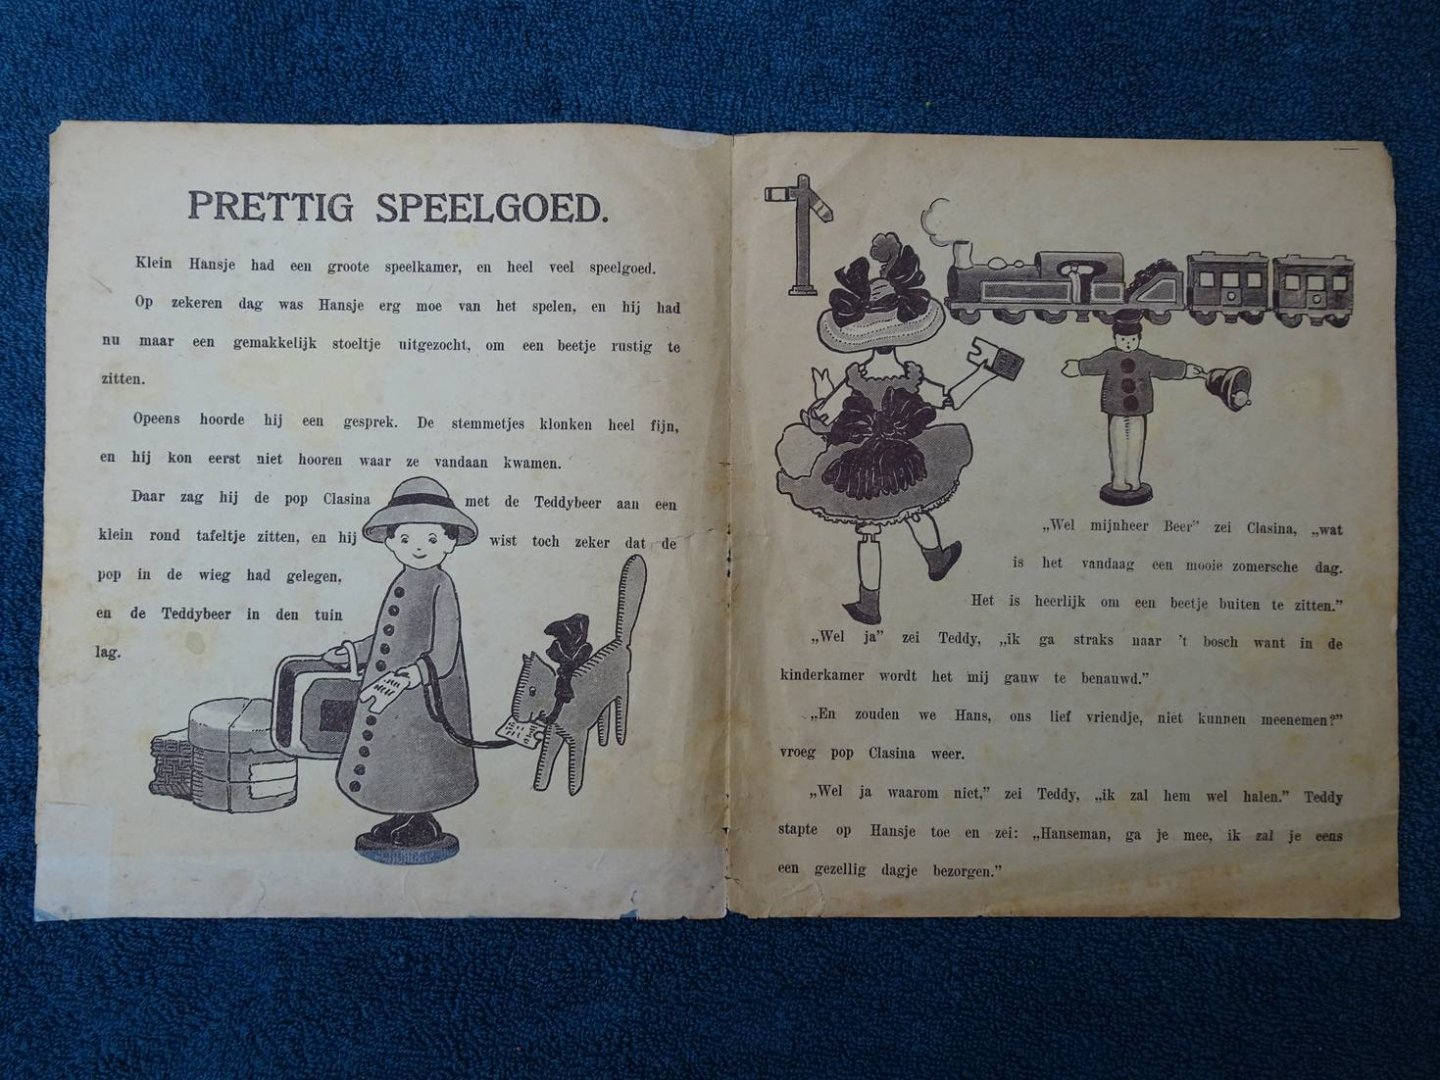 PRETTIG SPEELGOED.
Klein Hansje had een groote speelkamer, en heel veel speelgoed.
Op zekeren dag was Hansje erg moe van het spelen, en hij had
nu maar een gemakkelijk stoeltje uitgezocht, om een beetje rustig te
zitten.
Opeens hoorde hij een gesprek. De stemmetjes klonken heel fijn,
en hij kon eerst niet hooren waar ze vandaan kwamen.
Daar zag hij de pop Clasina met de Teddybeer aan een
klein rond tafeltje zitten, en hij wist toch zeker dat de
pop in de wieg had gelegen,
en de Teddybeer in den tuin
lag.
„Wel mijnheer Beer” zei Clasina, „wat
is het vandaag een mooie zomersche dag.
Het is heerlijk om een beetje buiten te zitten.”
„Wel ja” zei Teddy, „ik ga straks naar 't bosch want in de
kinderkamer wordt het mij gauw te benauwd.”
„En zouden we Hans, ons lief vriendje, niet kunnen meenemen?”
vroeg pop Clasina weer.
„Wel ja waarom niet,” zei Teddy, „ik zal hem wel halen.” Teddy
stapte op Hansje toe en zei: „Hanseman, ga je mee, ik zal je eens
een gezellig dagje bezorgen.”